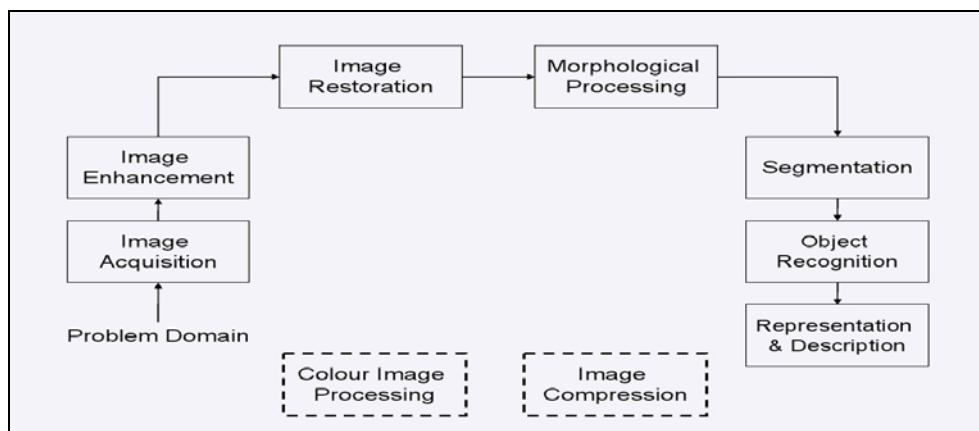 Image
Restoration
Morphological
Processing
Image
Enhancement
Segmentation
Image
Acquisition
Object
Recognition
Problem Domain
Representation
& Description
Colour Image
Processing
Image
Compression